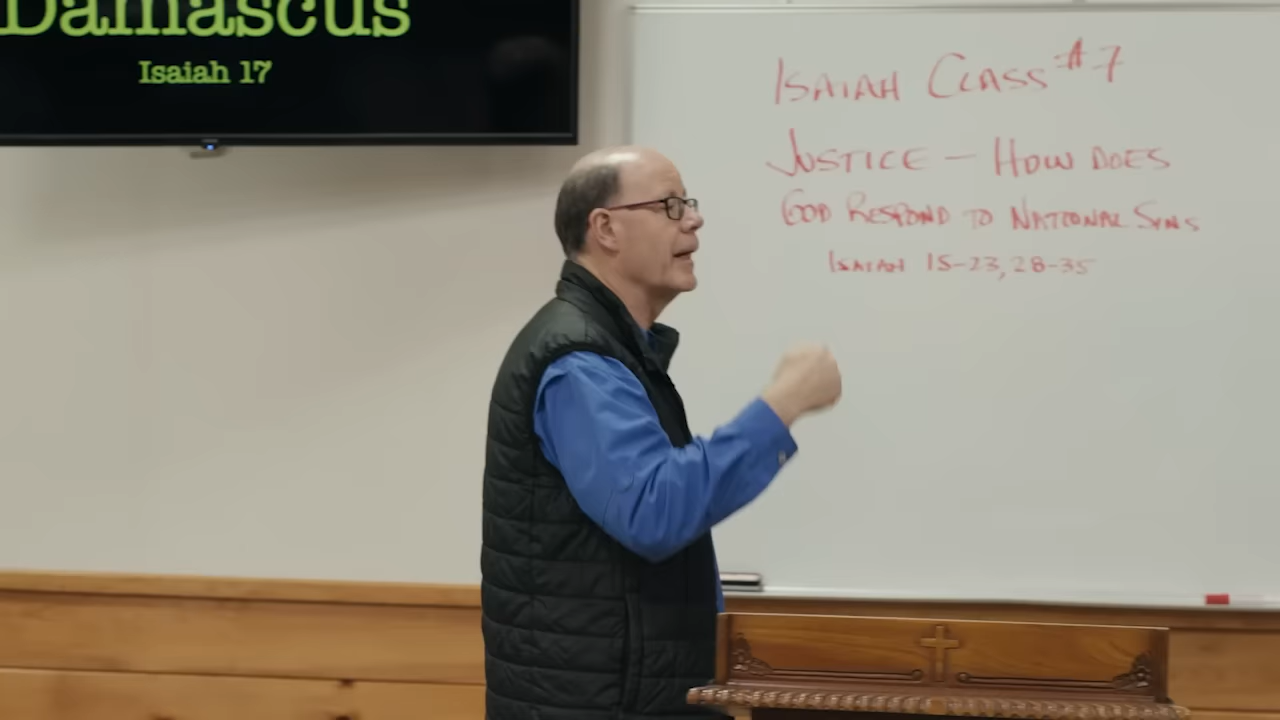 Damascus
Isaiah 17
ISAIAH CLASS #7
JUSTICE – HOW DOES
GOD RESPOND TO NATIONAL SINS
ISAIAH 15-23, 28-35